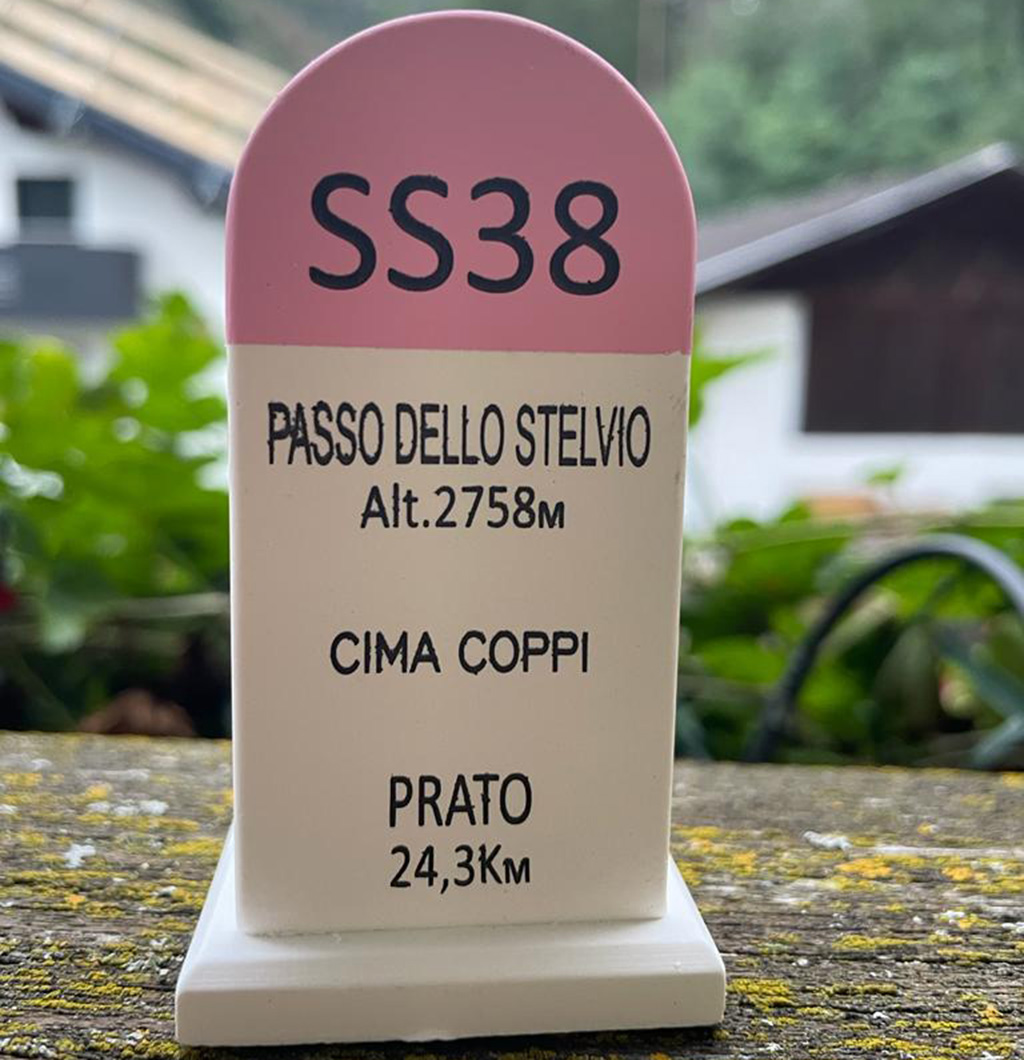 SS38
PASSO DELLO STELVIO
Alt.2758м
CIMA COPPI
PRATO
24,3Kм